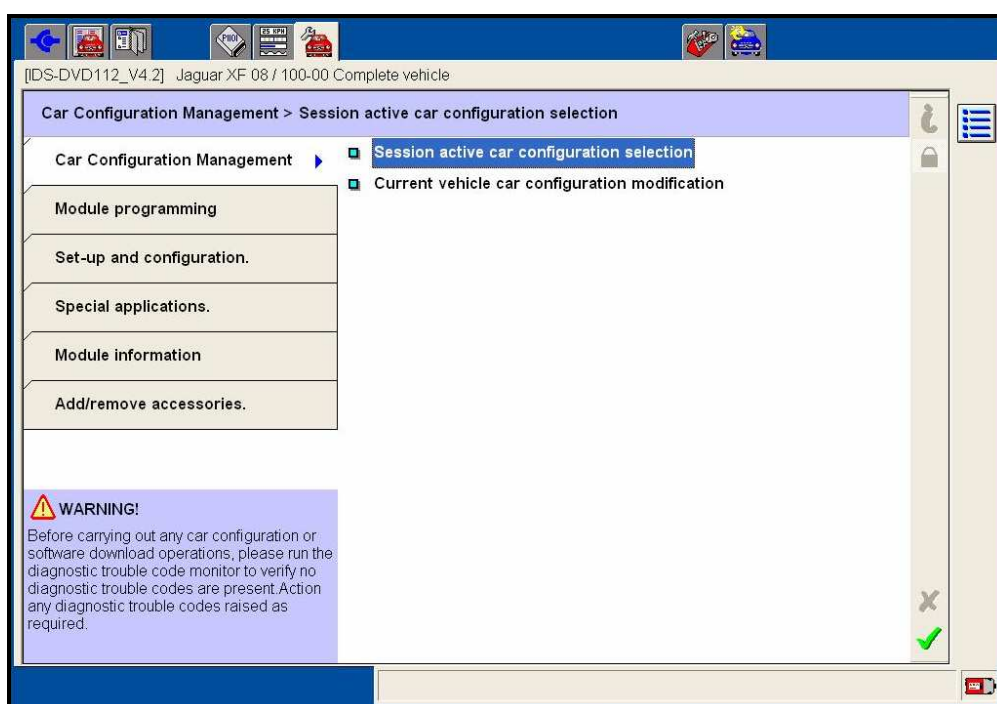 PROI
25 KPH
[IDS-DVD112_V4.2] Jaguar XF 08 / 100-00 Complete vehicle
Car Configuration Management > Session active car configuration selection
Car Configuration Management
Session active car configuration selection
Current vehicle car configuration modification
Module programming
Set-up and configuration.
Special applications.
Module information
Add/remove accessories.
WARNING!
Before carrying out any car configuration or
software download operations, please run the
diagnostic trouble code monitor to verify no
diagnostic trouble codes are present.Action
any diagnostic trouble codes raised as
required.